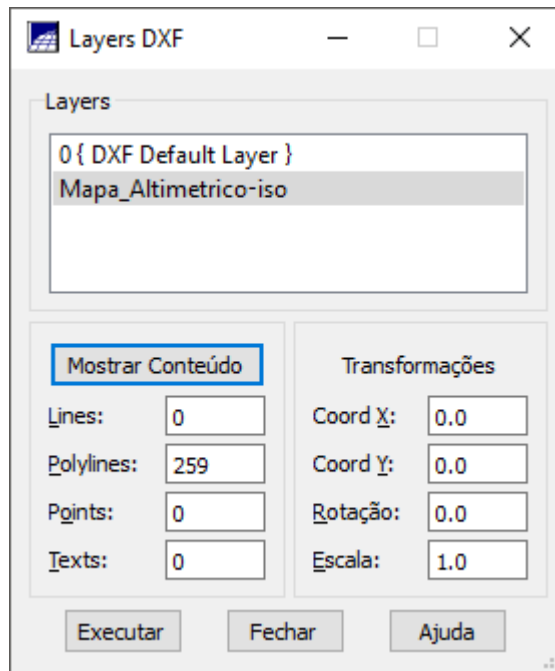 Layers DXF
Layers
0 { DXF Default Layer }
Mapa_Altimetrico-iso
Mostrar Conteúdo
Lines: 0
Polylines: 259
Points: 0
Texts: 0
Transformações
Coord X: 0.0
Coord Y: 0.0
Rotação: 0.0
Escala: 1.0
Executar Fechar Ajuda